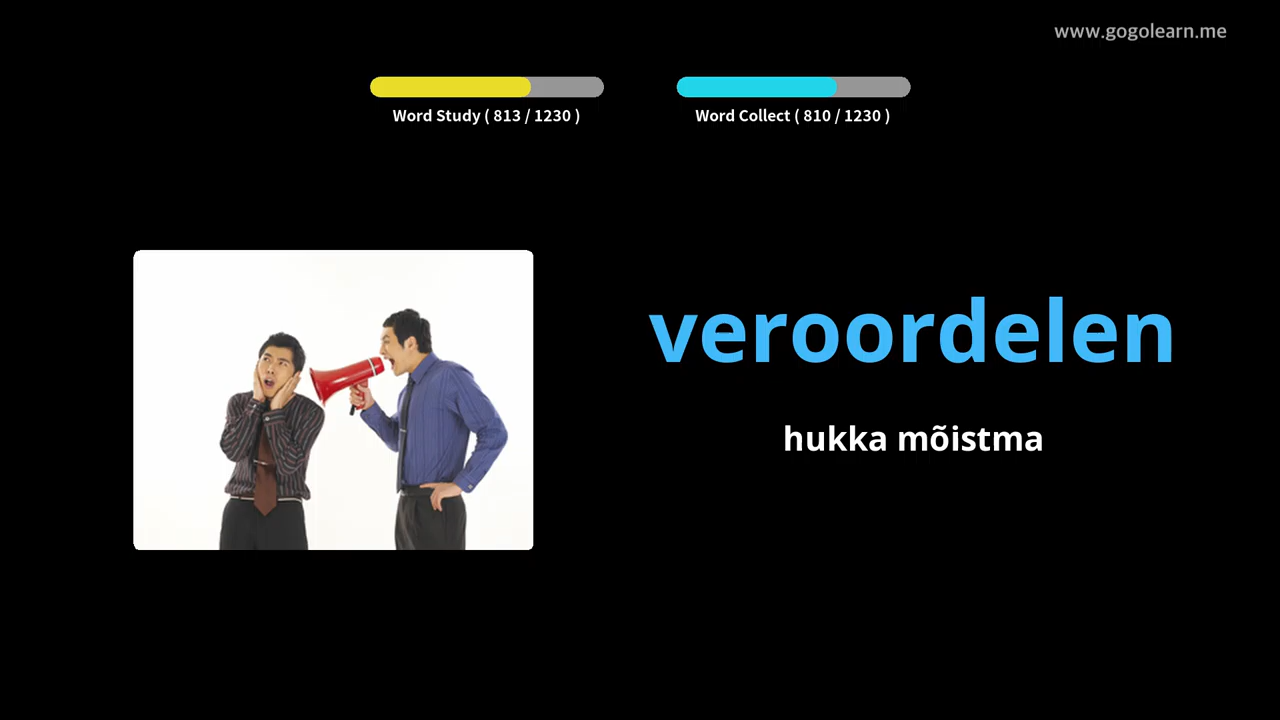 www.gogolearn.me
Word Study ( 813 / 1230 )
Word Collect ( 810 / 1230 )
veroordelen
hukka mõistma